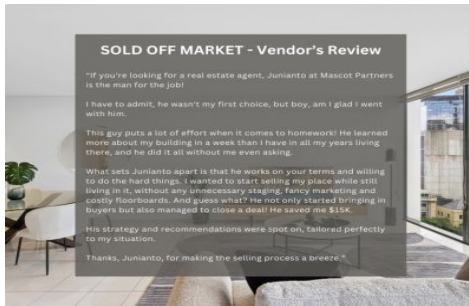 SOLD OFF MARKET - Vendor's Review
"If you're looking for a real estate agent, Junianto at Mascot Partners
is the man for the job!
I have to admit, he wasn't my first choice, but boy, am I glad I went
with him.
This guy puts a lot of effort when it comes to homework! He learned
more about my building in a week than I have in all my years living
there, and he did it all without me even asking.
What sets Junianto apart is that he works on your terms and willing
to do the hard things. I wanted to start selling my place while still
living in it, without any unnecessary staging, fancy marketing and
costly floorboards. And guess what? He not only started bringing in
buyers but also managed to close a deal! He saved me $15K.
His strategy and recommendations were spot on, tailored perfectly
to my situation.
Thanks, Junianto, for making the selling process a breeze."